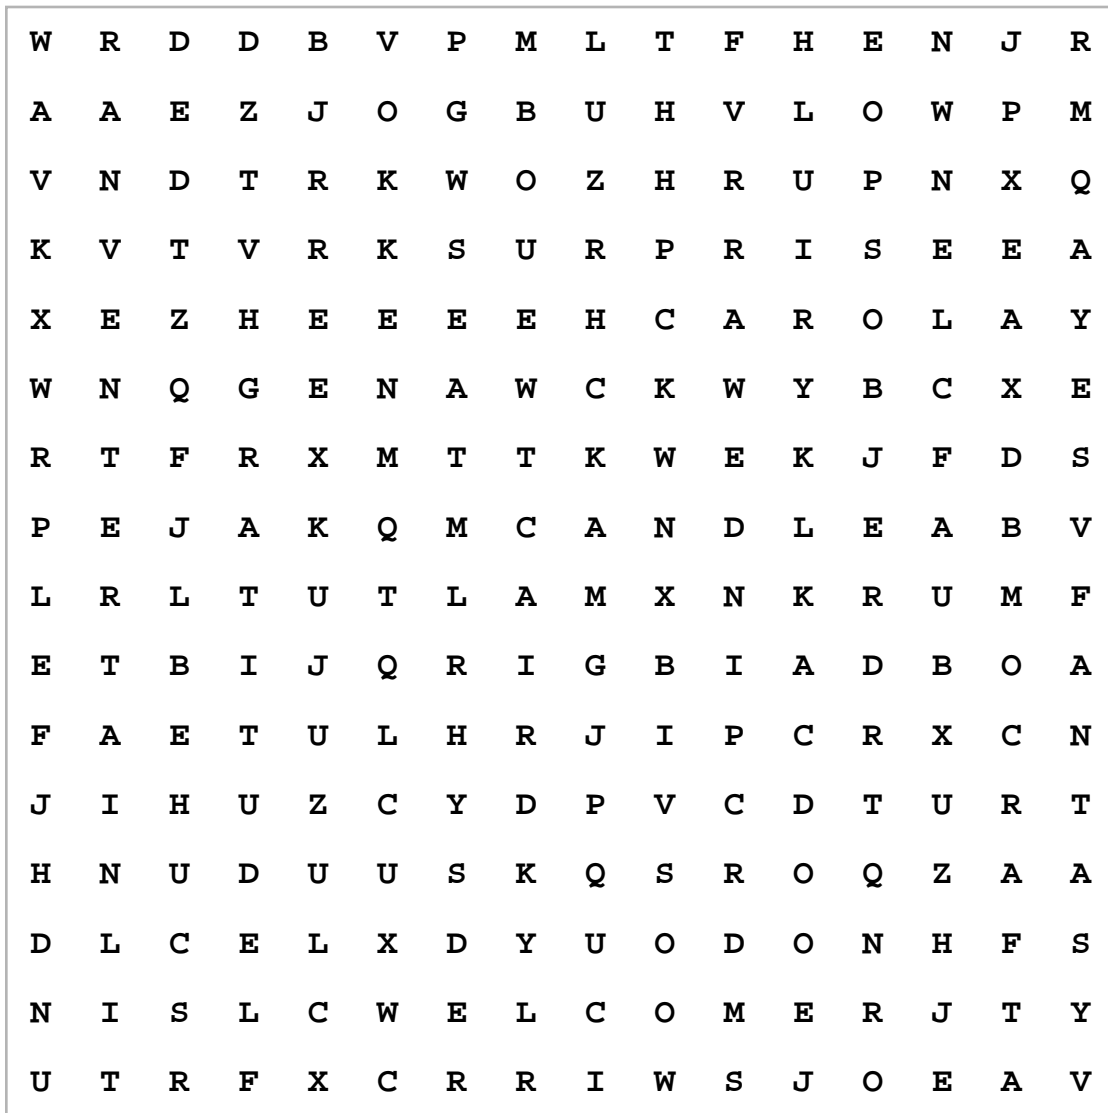 W R D D B V P M L T F H E N J R
A A E Z J O G B U H V L O W P M
V N D T R K W O Z H R U P N X Q
K V T V R K S U R P R I S E E A
X E Z H E E E E H C A R O L A Y
W N Q G E N A W C K W Y B C X E
R T F R X M T T K W E K J F D S
P E J A K Q M C A N D L E A B V
L R L T U T L A M X N K R U M F
E T B I J Q R I G B I A D B O A
F A E T U L H R J I P C R X C N
J I H U Z C Y D P V C D T U R T
H N U D U U S K Q S R O Q Z A A
D L C E L X D Y U O D O N H F S
N I S L C W E L C O M E R J T Y
U T R F X C R R I W S J O E A V